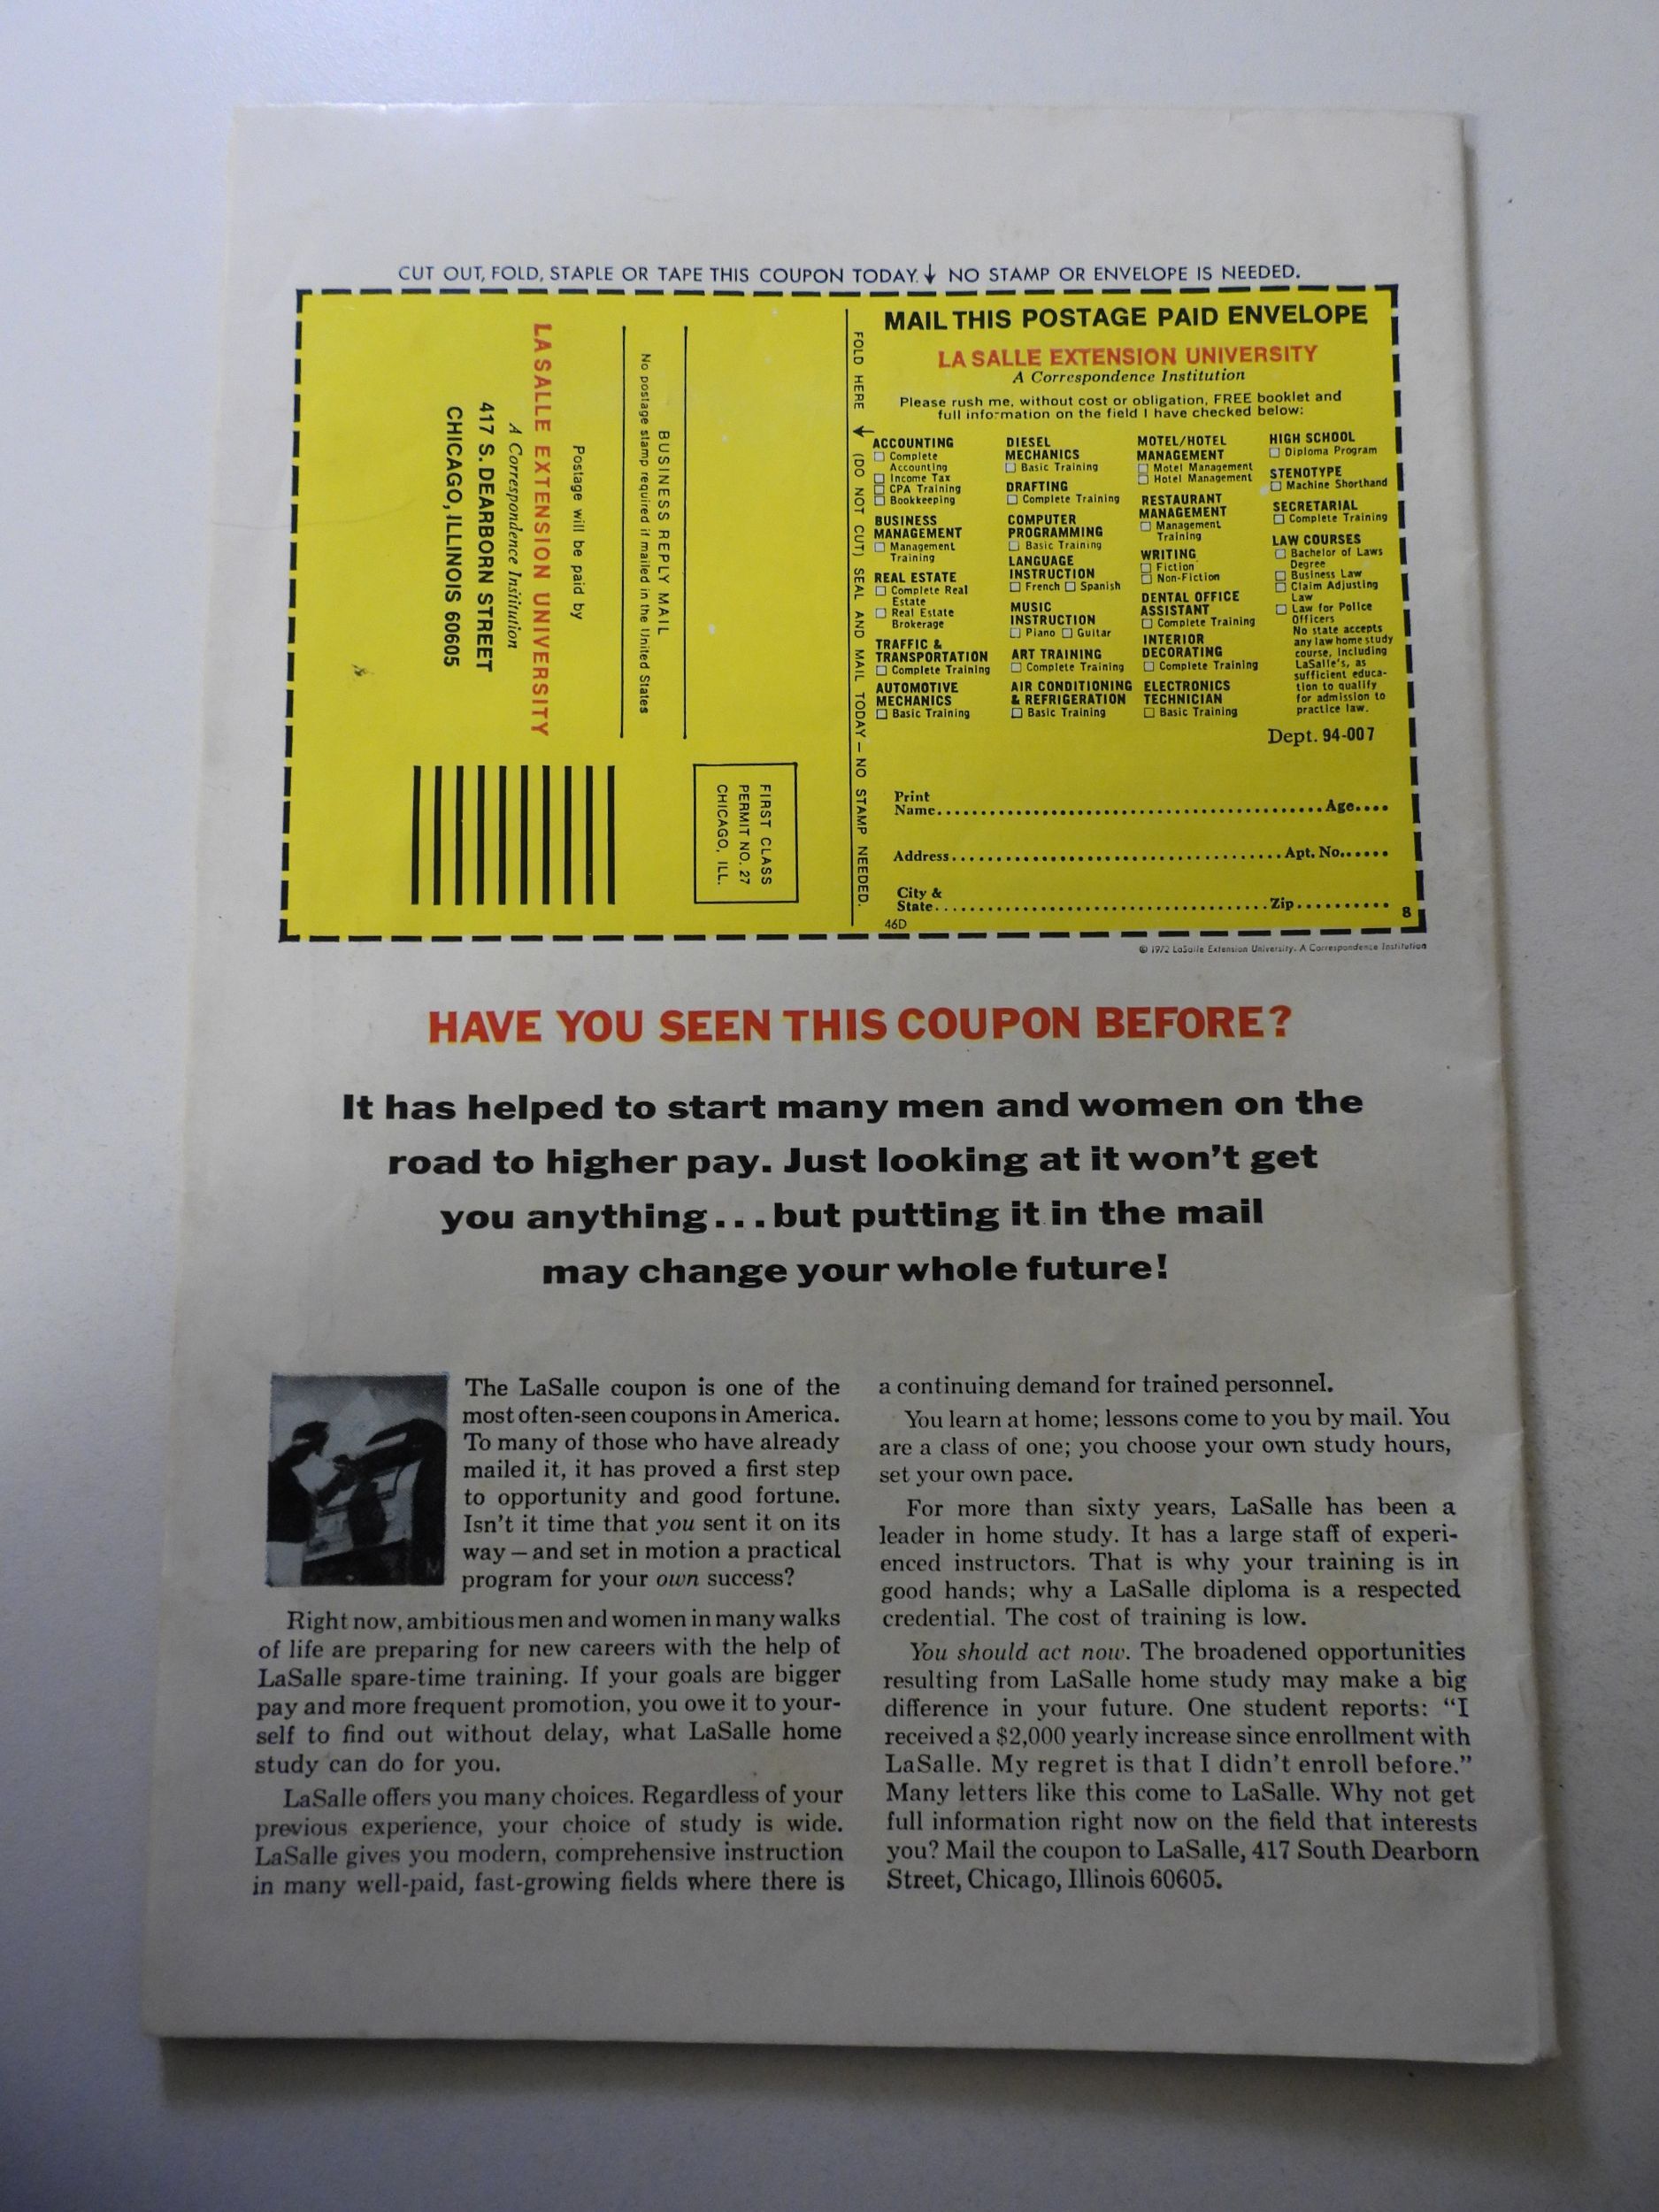 CUT OUT, FOLD, STAPLE OR TAPE THIS COUPON TODAY. ↓ NO STAMP OR ENVELOPE IS NEEDED.
BUSINESS REPLY MAIL
No postage stamp required if mailed in the United States
Postage will be paid by
LA SALLE EXTENSION UNIVERSITY
A Correspondence Institution
417 S. DEARBORN STREET
CHICAGO, ILLINOIS 60605
FIRST CLASS
PERMIT NO. 27
CHICAGO, ILL.
FOLD HERE (DO NOT CUT) SEAL AND MAIL TODAY — NO STAMP NEEDED.
MAIL THIS POSTAGE PAID ENVELOPE
LA SALLE EXTENSION UNIVERSITY
A Correspondence Institution
Please rush me, without cost or obligation, FREE booklet and
full information on the field I have checked below:
ACCOUNTING
Complete
Accounting
Income Tax
CPA Training
Bookkeeping
BUSINESS
MANAGEMENT
Management
Training
REAL ESTATE
Complete Real
Estate
Real Estate
Brokerage
TRAFFIC &
TRANSPORTATION
Complete Training
AUTOMOTIVE
MECHANICS
Basic Training
DIESEL
MECHANICS
Basic Training
DRAFTING
Complete Training
COMPUTER
PROGRAMMING
Basic Training
LANGUAGE
INSTRUCTION
French Spanish
MUSIC
INSTRUCTION
Piano Guitar
ART TRAINING
Complete Training
AIR CONDITIONING
& REFRIGERATION
Basic Training
MOTEL/HOTEL
MANAGEMENT
Motel Management
Hotel Management
RESTAURANT
MANAGEMENT
Management
Training
WRITING
Fiction
Non-Fiction
DENTAL OFFICE
ASSISTANT
Complete Training
INTERIOR
DECORATING
Complete Training
ELECTRONICS
TECHNICIAN
Basic Training
HIGH SCHOOL
Diploma Program
STENOTYPE
Machine Shorthand
SECRETARIAL
Complete Training
LAW COURSES
Bachelor of Laws
Degree
Business Law
Claim Adjusting
Law
Law for Police
Officers
No state accepts
any law home study
course, including
LaSalle's, as
sufficient educa-
tion to qualify
for admission to
practice law.
Dept. 94-007
Print
Name Age
Address Apt. No.
City &
State Zip
46D 8
© 1972 LaSalle Extension University. A Correspondence Institution
HAVE YOU SEEN THIS COUPON BEFORE?
It has helped to start many men and women on the
road to higher pay. Just looking at it won't get
you anything...but putting it in the mail
may change your whole future!
The LaSalle coupon is one of the
most often-seen coupons in America.
To many of those who have already
mailed it, it has proved a first step
to opportunity and good fortune.
Isn't it time that you sent it on its
way — and set in motion a practical
program for your own success?
Right now, ambitious men and women in many walks
of life are preparing for new careers with the help of
LaSalle spare-time training. If your goals are bigger
pay and more frequent promotion, you owe it to your-
self to find out without delay, what LaSalle home
study can do for you.
LaSalle offers you many choices. Regardless of your
previous experience, your choice of study is wide.
LaSalle gives you modern, comprehensive instruction
in many well-paid, fast-growing fields where there is
a continuing demand for trained personnel.
You learn at home; lessons come to you by mail. You
are a class of one; you choose your own study hours,
set your own pace.
For more than sixty years, LaSalle has been a
leader in home study. It has a large staff of experi-
enced instructors. That is why your training is in
good hands; why a LaSalle diploma is a respected
credential. The cost of training is low.
You should act now. The broadened opportunities
resulting from LaSalle home study may make a big
difference in your future. One student reports: "I
received a $2,000 yearly increase since enrollment with
LaSalle. My regret is that I didn't enroll before."
Many letters like this come to LaSalle. Why not get
full information right now on the field that interests
you? Mail the coupon to LaSalle, 417 South Dearborn
Street, Chicago, Illinois 60605.